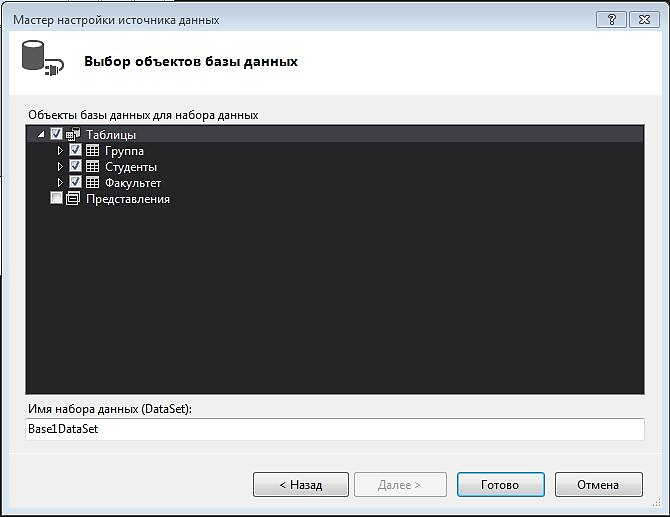 Мастер настройки источника данных
Выбор объектов базы данных
Объекты базы данных для набора данных
Таблицы
Группа
Студенты
Факультет
Представления
Имя набора данных (DataSet):
Base1DataSet
< Назад Далее > Готово Отмена